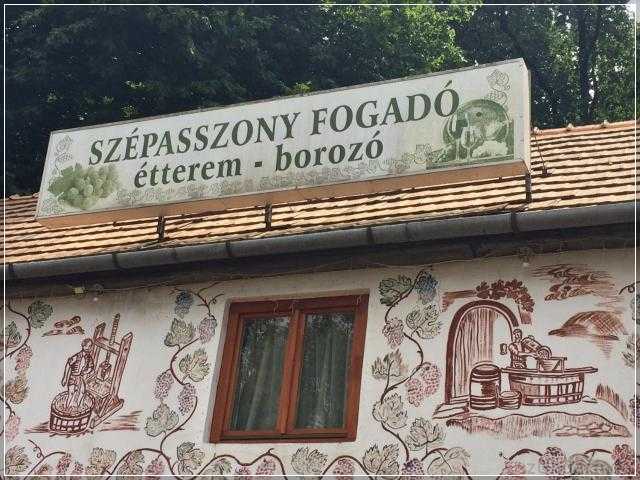 SZÉPASSZONY FOGADÓ
étterem - borozó